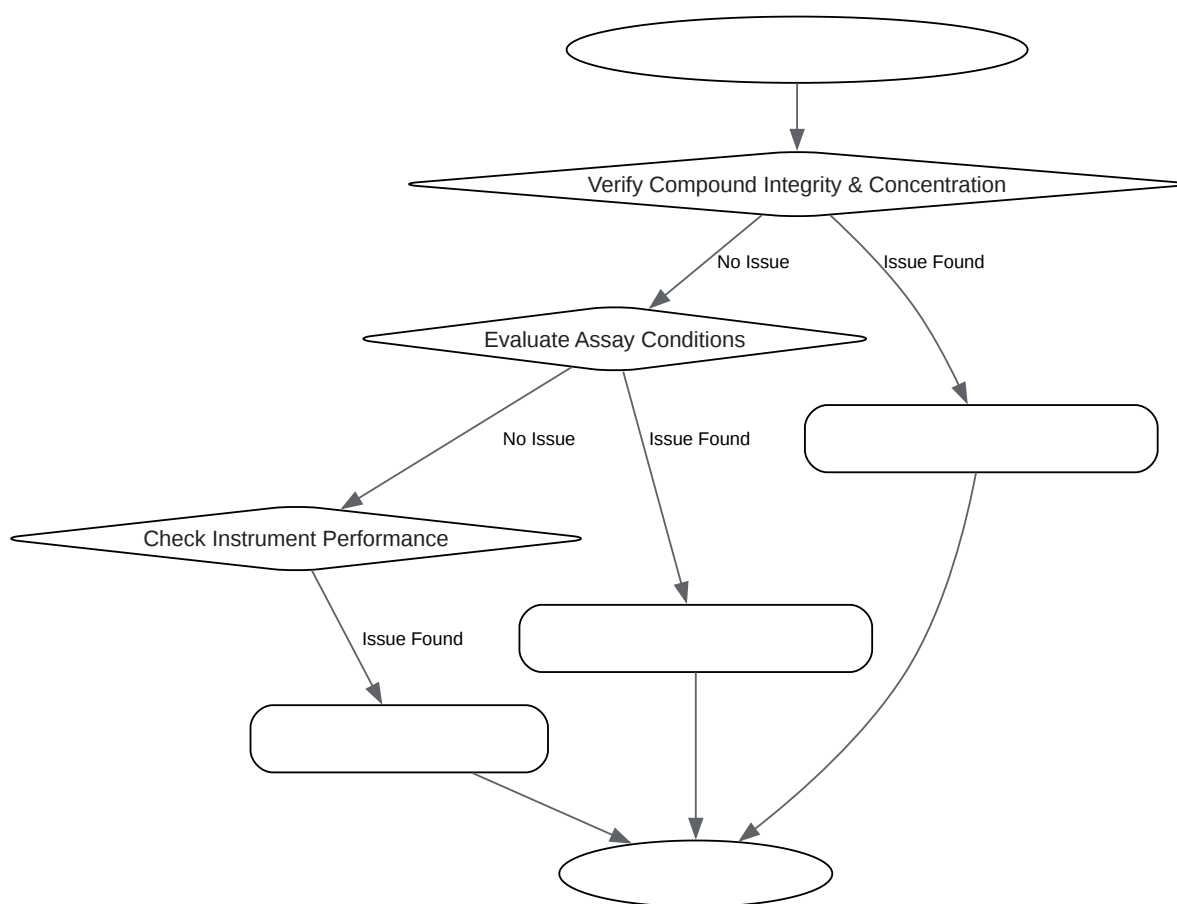 Verify Compound Integrity & Concentration
No Issue
Issue Found
Evaluate Assay Conditions
No Issue
Issue Found
Check Instrument Performance
Issue Found